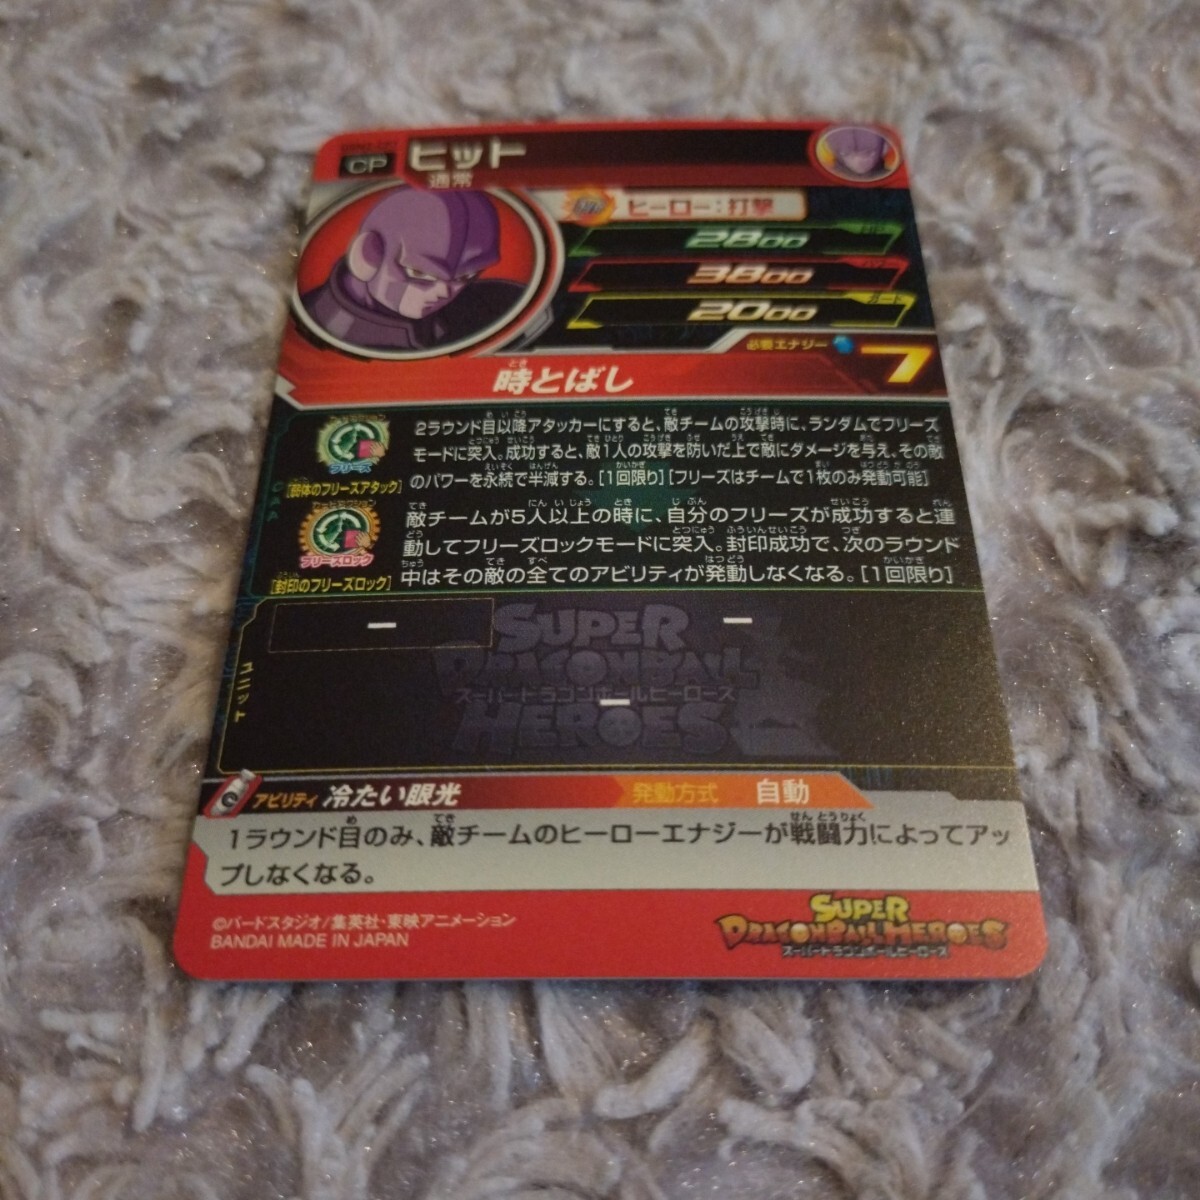 CP ヒット
通常
ヒーロー：打撃
2800
3800
ガード
2000
必要エナジー 7
時とばし
2ラウンド目以降アタッカーにすると、敵チームの攻撃時に、ランダムでフリーズ
モードに突入。成功すると、敵1人の攻撃を防いだ上で敵にダメージを与え、その敵
のパワーを永続で半減する。[1回限り][フリーズはチームで1枚のみ発動可能]
フリーズ
敵チームが5人以上の時に、自分のフリーズが成功すると連
動してフリーズロックモードに突入。封印成功で、次のラウンド
中はその敵の全てのアビリティが発動しなくなる。[1回限り]
フリーズロック
[封印のフリーズロック]
ユニット
ー
ー
ー
SUPER
DRAGONBALL
スーパードラゴンボールヒーローズ
HEROES
アビリティ 冷たい眼光 発動方式 自動
1ラウンド目のみ、敵チームのヒーローエナジーが戦闘力によってアッ
プしなくなる。
©バードスタジオ/集英社・東映アニメーション
BANDAI MADE IN JAPAN
SUPER
DRAGONBALL HEROES
スーパードラゴンボールヒーローズ